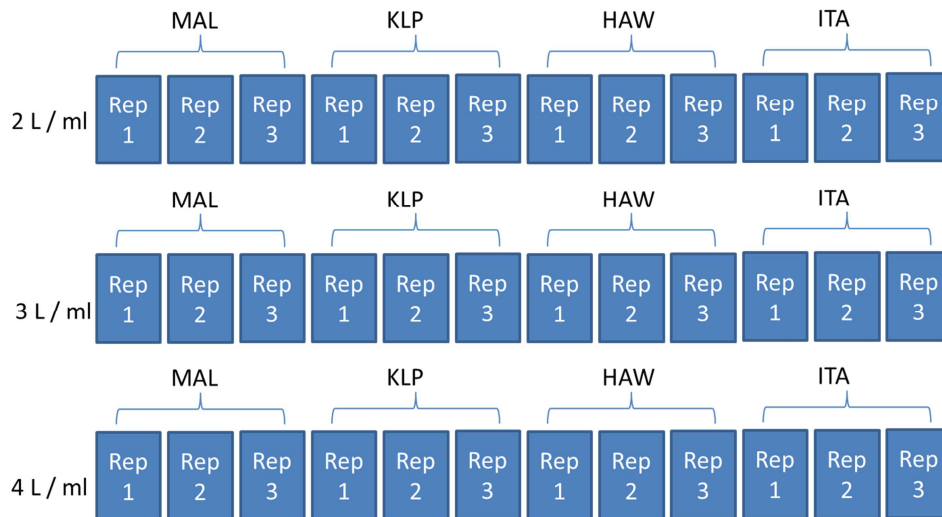 MAL KLP HAW ITA
Rep Rep Rep Rep Rep Rep Rep Rep Rep Rep Rep Rep
2 L / ml 1 2 3 1 2 3 1 2 3 1 2 3
MAL KLP HAW ITA
Rep Rep Rep Rep Rep Rep Rep Rep Rep Rep Rep Rep
3 L / ml 1 2 3 1 2 3 1 2 3 1 2 3
MAL KLP HAW ITA
Rep Rep Rep Rep Rep Rep Rep Rep Rep Rep Rep Rep
4 L / ml 1 2 3 1 2 3 1 2 3 1 2 3